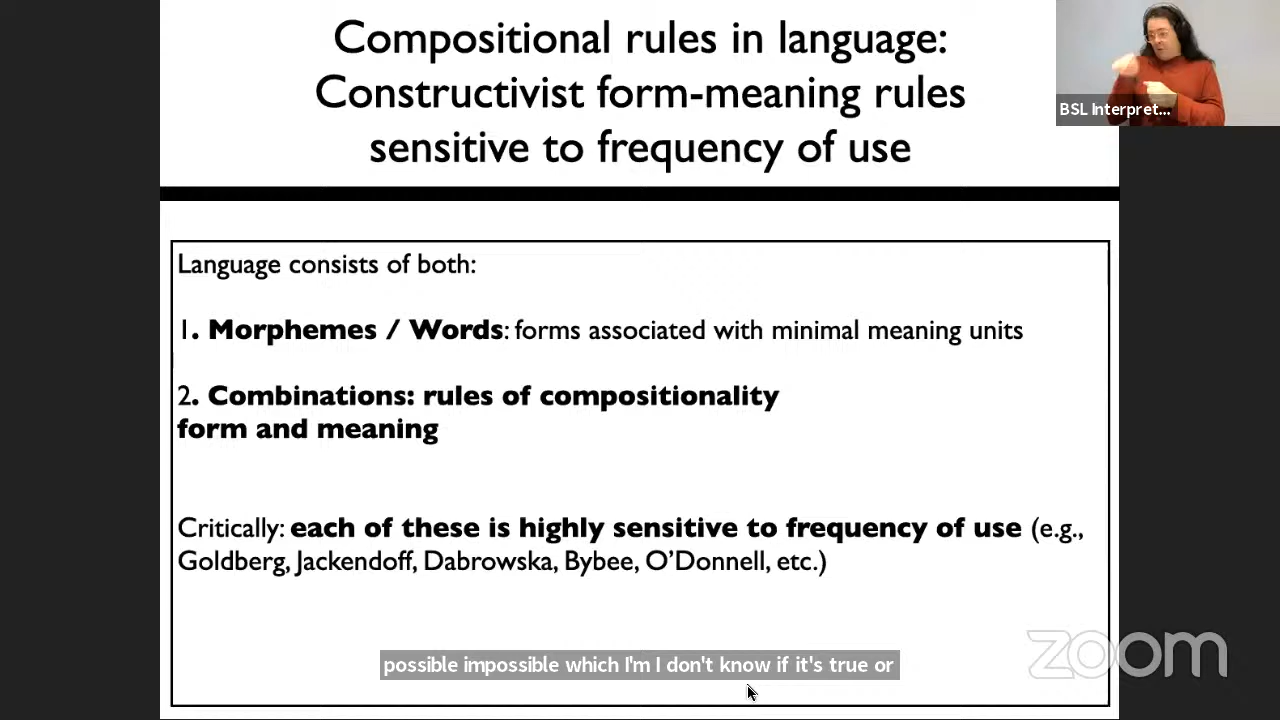 Compositional rules in language:
Constructivist form-meaning rules
sensitive to frequency of use
BSL Interpret...
Language consists of both:
1. Morphemes / Words: forms associated with minimal meaning units
2. Combinations: rules of compositionality
form and meaning
Critically: each of these is highly sensitive to frequency of use (e.g.,
Goldberg, Jackendoff, Dabrowska, Bybee, O'Donnell, etc.)
possible impossible which I'm I don't know if it's true or
zoom